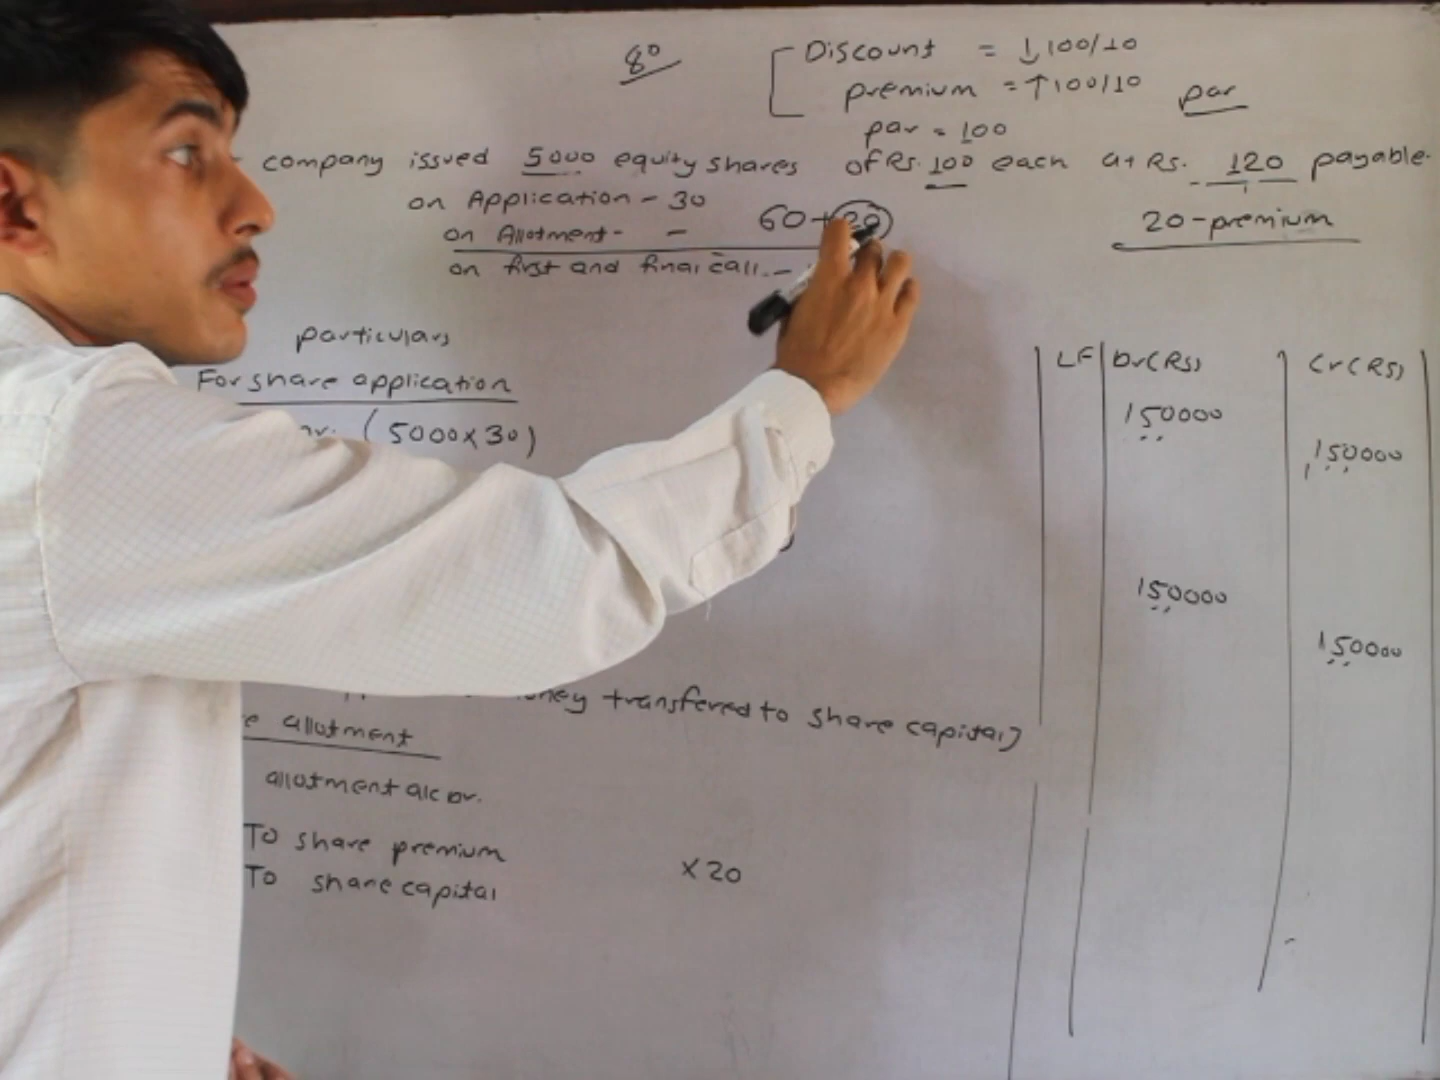 8º
Discount = ↓100/10
premium = ↑100/10
par
par = 100
company issued 5000 equity shares of Rs. 100 each at Rs. 120 payable.
on Application - 30
on Allotment - - 60+20
20-premium
on first and final call. -
particulars
LF Dr(Rs) Cr(Rs)
For share application
(5000x30)
150000
150000
150000
150000
transferred to share capital]
allotment
allotment a/c Dr.
To share premium
x20
To share capital